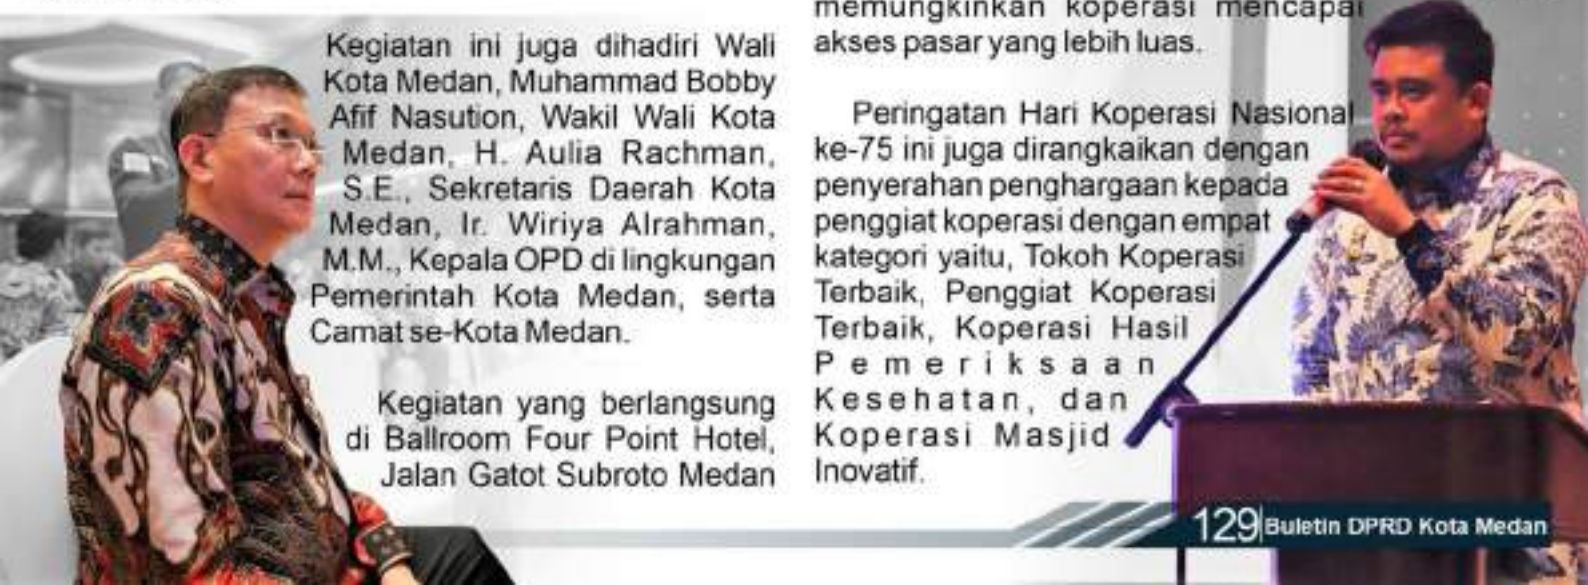 Kegiatan ini juga dihadiri Wali
Kota Medan, Muhammad Bobby
Afif Nasution, Wakil Wali Kota
Medan, H. Aulia Rachman,
S.E., Sekretaris Daerah Kota
Medan, Ir. Wiriya Alrahman,
M.M., Kepala OPD di lingkungan
Pemerintah Kota Medan, serta
Camat se-Kota Medan.
Kegiatan yang berlangsung
di Ballroom Four Point Hotel,
Jalan Gatot Subroto Medan
memungkinkan koperasi mencapai
akses pasar yang lebih luas.
Peringatan Hari Koperasi Nasional
ke-75 ini juga dirangkaikan dengan
penyerahan penghargaan kepada
penggiat koperasi dengan empat
kategori yaitu, Tokoh Koperasi
Terbaik, Penggiat Koperasi
Terbaik, Koperasi Hasil
Pemeriksaan
Kesehatan, dan
Koperasi Masjid
Inovatif.
129 Buletin DPRD Kota Medan